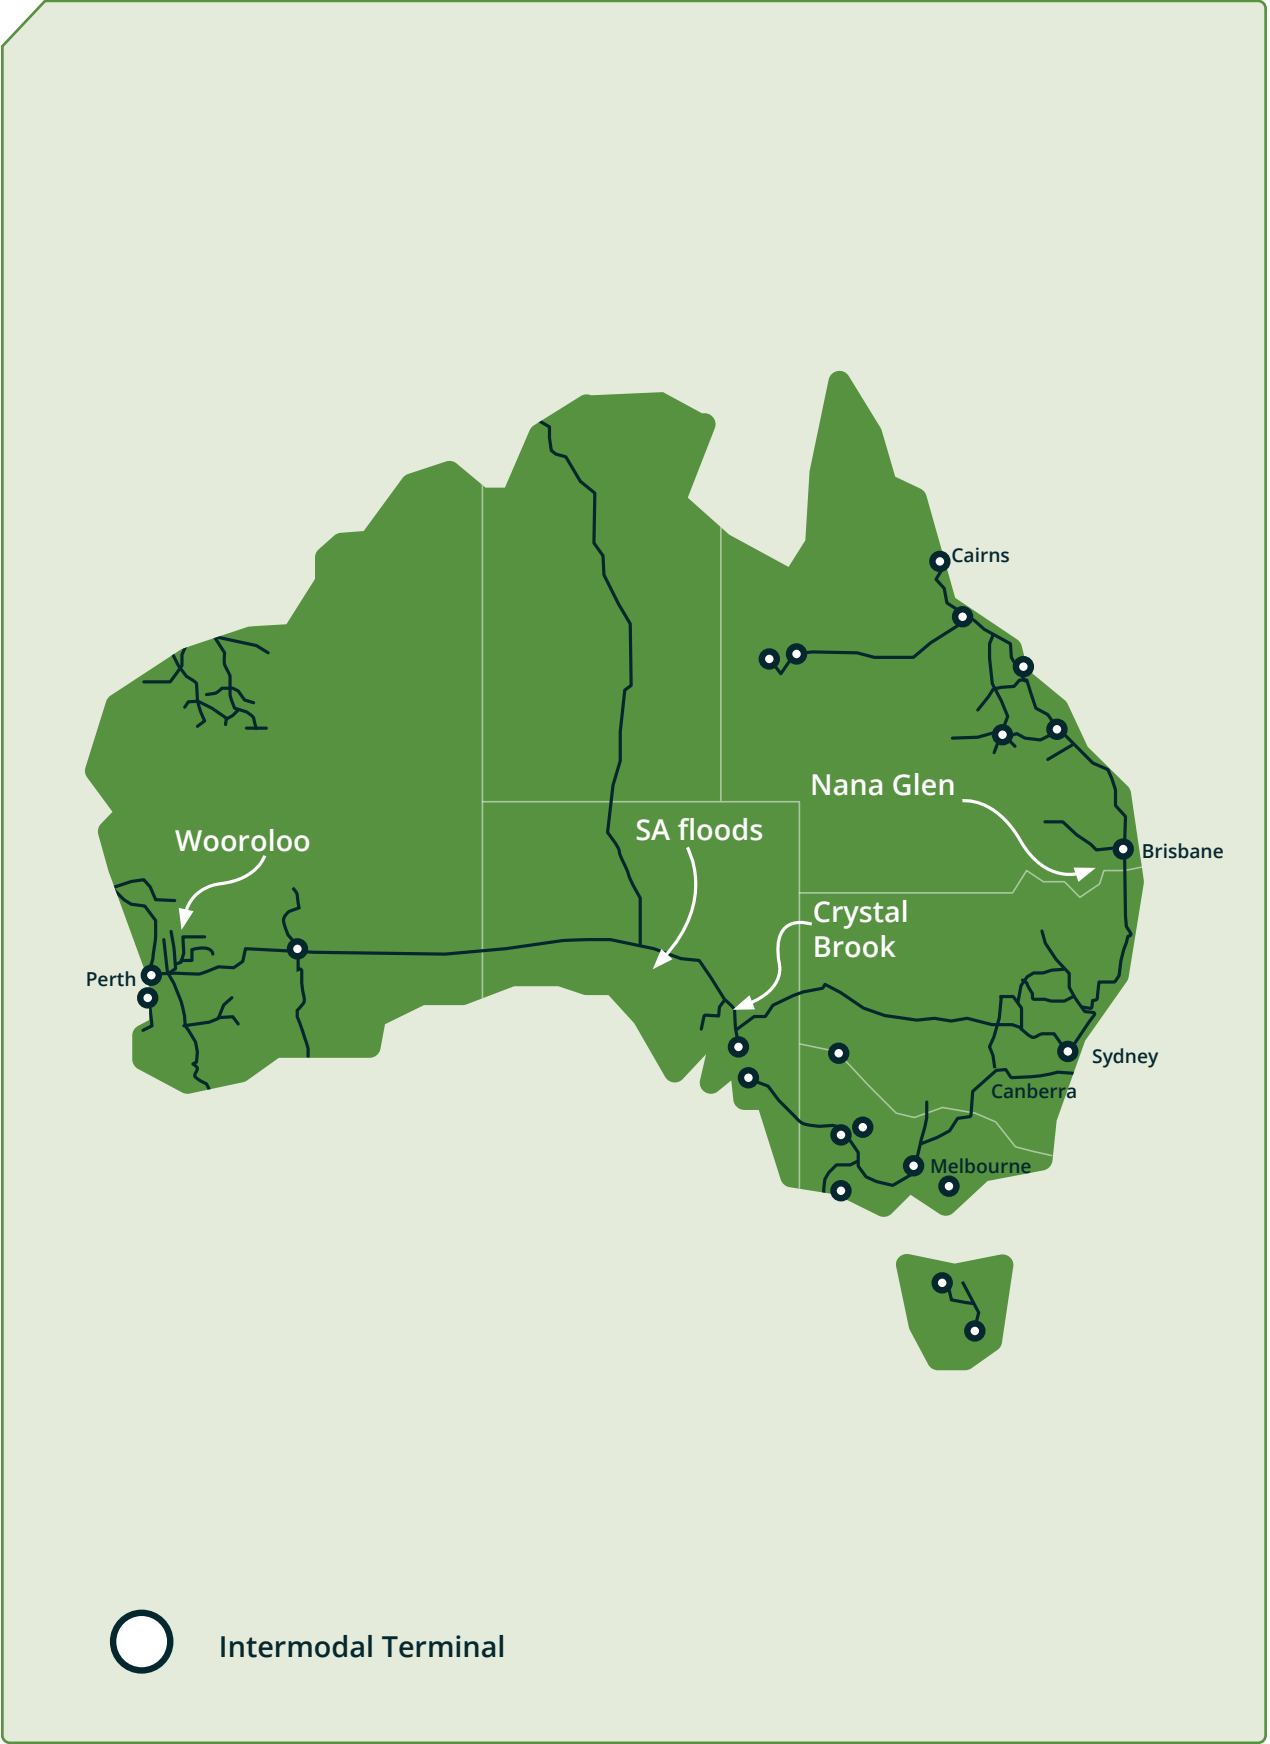 Cairns
Nana Glen
SA floods
Wooroloo
Brisbane
Crystal
Brook
Perth
Sydney
Canberra
Melbourne
Intermodal Terminal